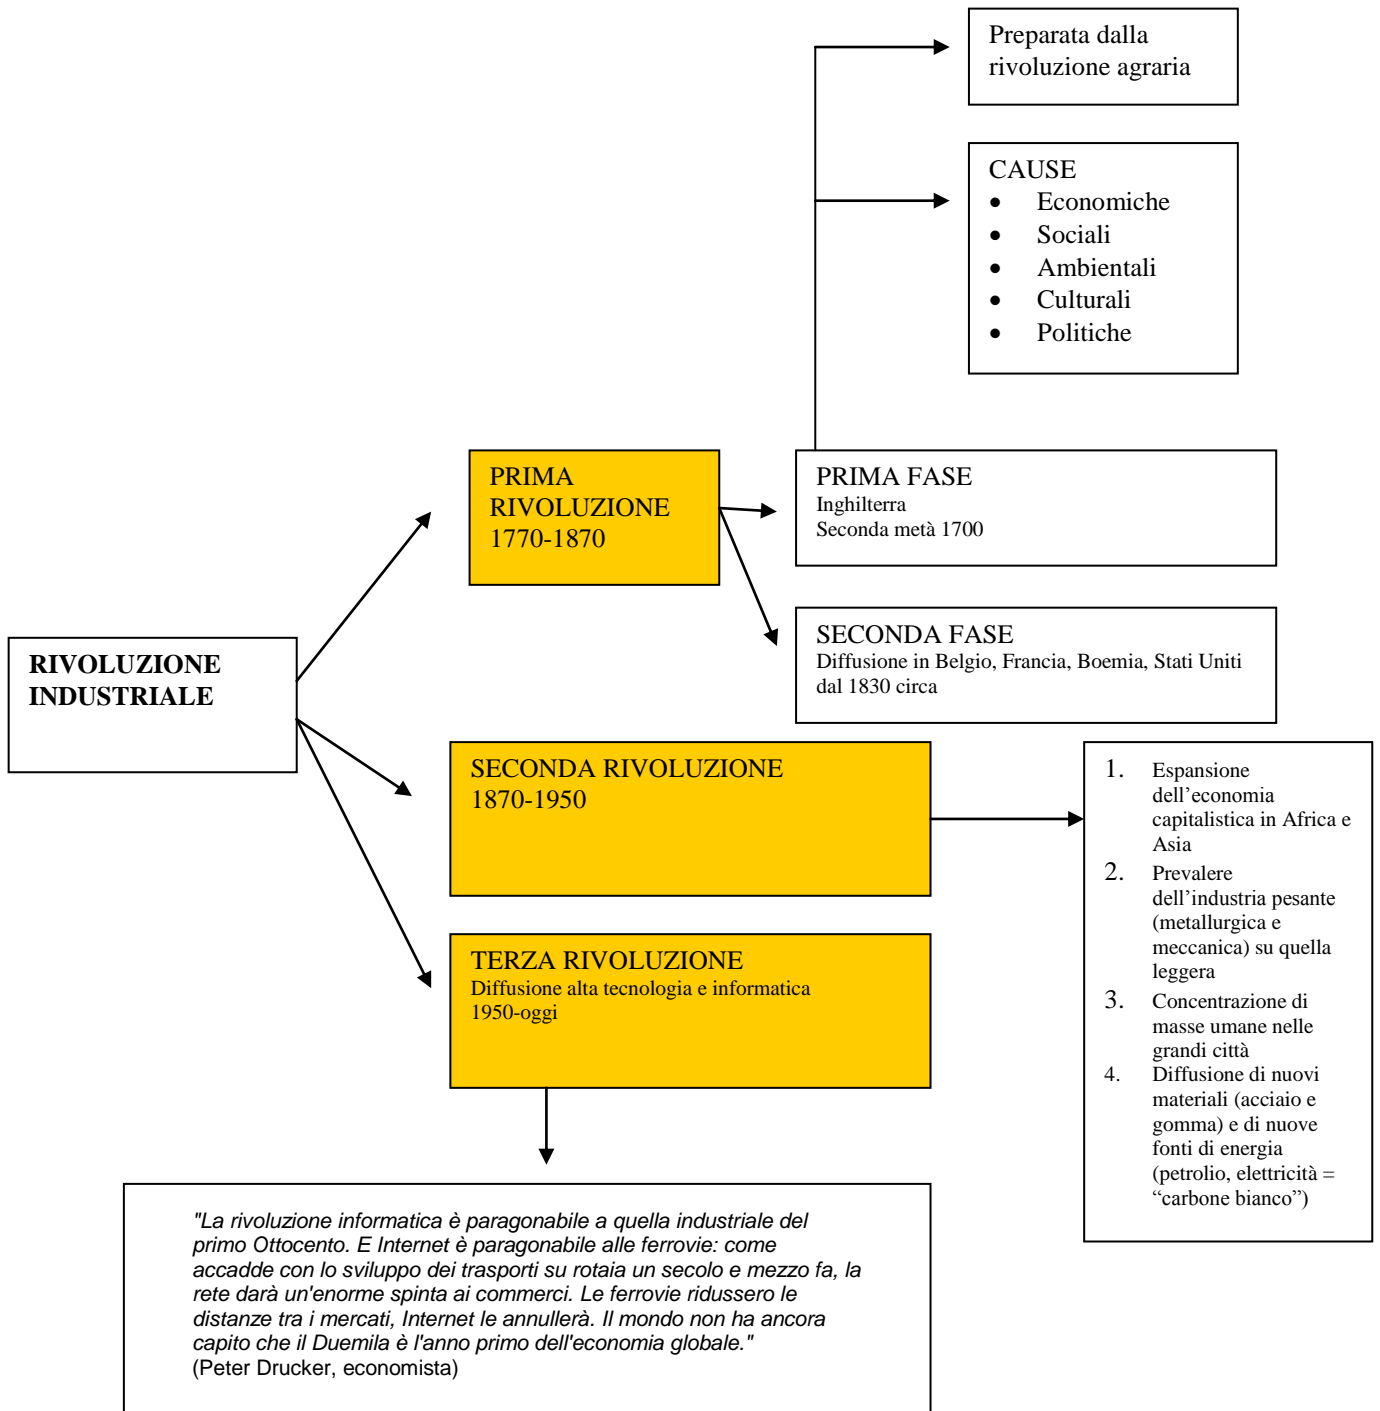 Preparata dalla
rivoluzione agraria
CAUSE
• Economiche
• Sociali
• Ambientali
• Culturali
• Politiche
PRIMA
RIVOLUZIONE
1770-1870
PRIMA FASE
Inghilterra
Seconda metà 1700
SECONDA FASE
Diffusione in Belgio, Francia, Boemia, Stati Uniti
dal 1830 circa
RIVOLUZIONE
INDUSTRIALE
SECONDA RIVOLUZIONE
1870-1950
1. Espansione
dell’economia
capitalistica in Africa e
Asia
2. Prevalere
dell’industria pesante
(metallurgica e
meccanica) su quella
leggera
3. Concentrazione di
masse umane nelle
grandi città
4. Diffusione di nuovi
materiali (acciaio e
gomma) e di nuove
fonti di energia
(petrolio, elettricità =
“carbone bianco”)
TERZA RIVOLUZIONE
Diffusione alta tecnologia e informatica
1950-oggi
"La rivoluzione informatica è paragonabile a quella industriale del
primo Ottocento. E Internet è paragonabile alle ferrovie: come
accadde con lo sviluppo dei trasporti su rotaia un secolo e mezzo fa, la
rete darà un'enorme spinta ai commerci. Le ferrovie ridussero le
distanze tra i mercati, Internet le annullerà. Il mondo non ha ancora
capito che il Duemila è l'anno primo dell'economia globale."
(Peter Drucker, economista)